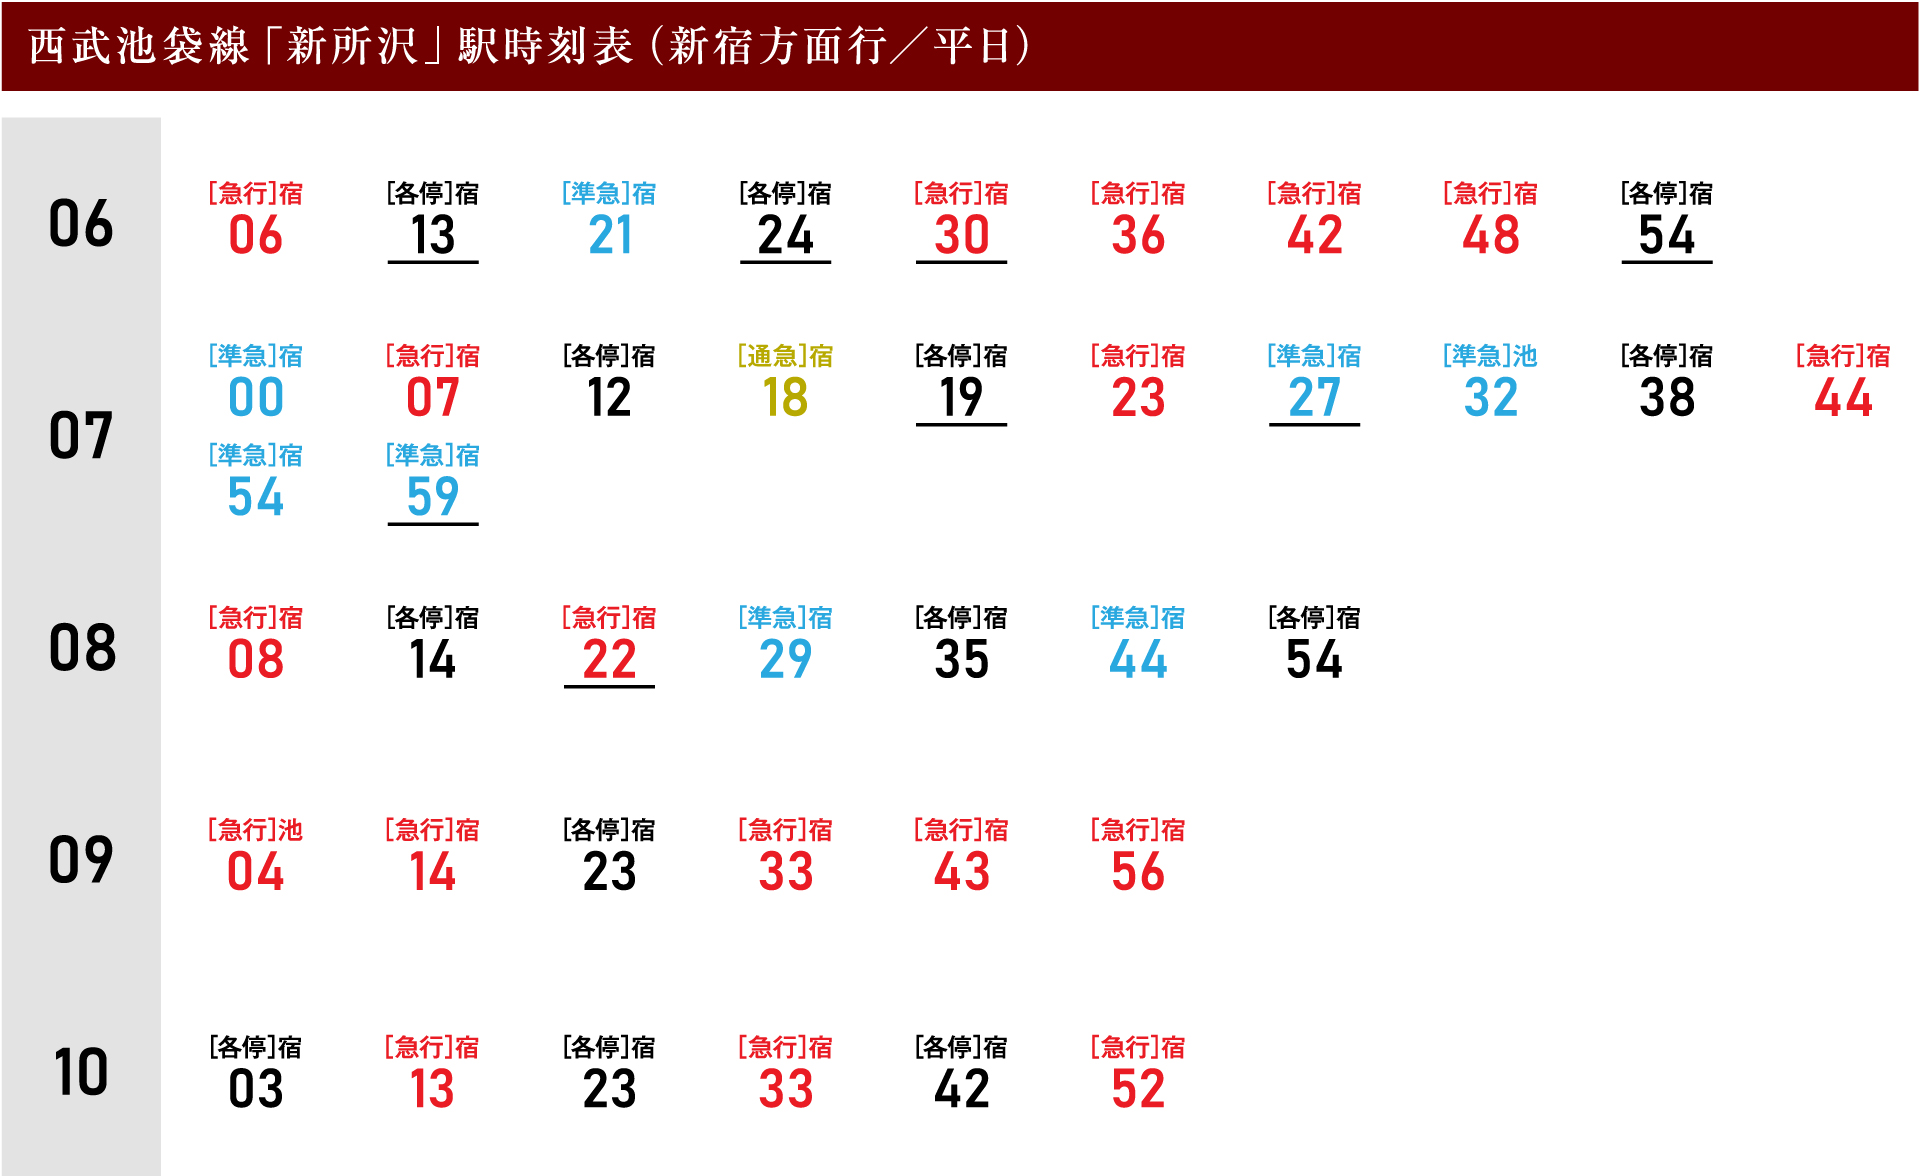 西武池袋線「新所沢」駅時刻表（新宿方面行／平日）
06
[急行]宿 [各停]宿 [準急]宿 [各停]宿 [急行]宿 [急行]宿 [急行]宿 [急行]宿 [各停]宿
06 13 21 24 30 36 42 48 54
07
[準急]宿 [急行]宿 [各停]宿 [通急]宿 [各停]宿 [急行]宿 [準急]宿 [準急]池 [各停]宿 [急行]宿
00 07 12 18 19 23 27 32 38 44
[準急]宿 [準急]宿
54 59
08
[急行]宿 [各停]宿 [急行]宿 [準急]宿 [各停]宿 [準急]宿 [各停]宿
08 14 22 29 35 44 54
09
[急行]池 [急行]宿 [各停]宿 [急行]宿 [急行]宿 [急行]宿
04 14 23 33 43 56
10
[各停]宿 [急行]宿 [各停]宿 [急行]宿 [各停]宿 [急行]宿
03 13 23 33 42 52